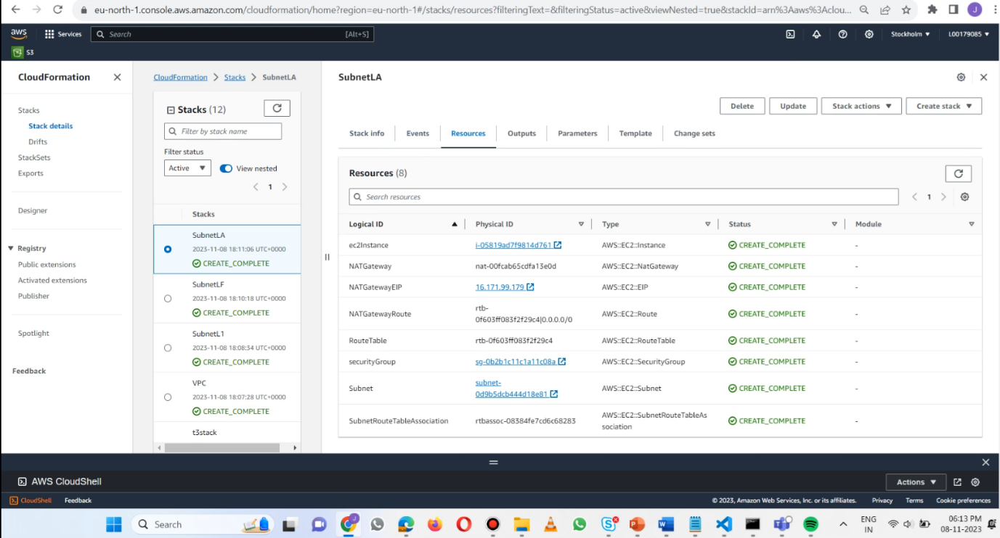 eu-north-1.console.aws.amazon.com/cloudformation/home?region=eu-north-1#/stacks/resources?filteringText=&filteringStatus=active&viewNested=true&stackId=arn%3Aaws%3Aclou...
J
aws
Services
Search
[Alt+S]
Stockholm
L00179085
S3
CloudFormation
Stacks
Stack details
Drifts
StackSets
Exports
Designer
Registry
Public extensions
Activated extensions
Publisher
Spotlight
Feedback
CloudFormation > Stacks > SubnetLA
Stacks (12)
Filter by stack name
Filter status
Active
View nested
1
Stacks
SubnetLA
2023-11-08 18:11:06 UTC+0000
CREATE_COMPLETE
SubnetLF
2023-11-08 18:10:18 UTC+0000
CREATE_COMPLETE
SubnetL1
2023-11-08 18:08:34 UTC+0000
CREATE_COMPLETE
VPC
2023-11-08 18:07:28 UTC+0000
CREATE_COMPLETE
t3stack
SubnetLA
Delete
Update
Stack actions
Create stack
Stack info
Events
Resources
Outputs
Parameters
Template
Change sets
Resources (8)
Search resources
1
Logical ID
Physical ID
Type
Status
Module
ec2Instance
i-05819ad7f9814d761
AWS::EC2::Instance
CREATE_COMPLETE
-
NATGateway
nat-00fcab65cdfa13e0d
AWS::EC2::NatGateway
CREATE_COMPLETE
-
NATGatewayEIP
16.171.99.179
AWS::EC2::EIP
CREATE_COMPLETE
-
NATGatewayRoute
rtb-
0f603ff083f2f29c4|0.0.0.0/0
AWS::EC2::Route
CREATE_COMPLETE
-
RouteTable
rtb-0f603ff083f2f29c4
AWS::EC2::RouteTable
CREATE_COMPLETE
-
securityGroup
sg-0b2b1c11c1a11c08a
AWS::EC2::SecurityGroup
CREATE_COMPLETE
-
Subnet
subnet-
0d9b5dcb444d18e81
AWS::EC2::Subnet
CREATE_COMPLETE
-
SubnetRouteTableAssociation
rtbassoc-08384fe7cd6c68283
AWS::EC2::SubnetRouteTableAs
sociation
CREATE_COMPLETE
-
AWS CloudShell
Actions
CloudShell
Feedback
© 2023, Amazon Web Services, Inc. or its affiliates.
Privacy
Terms
Cookie preferences
Search
ENG
IN
06:13 PM
08-11-2023